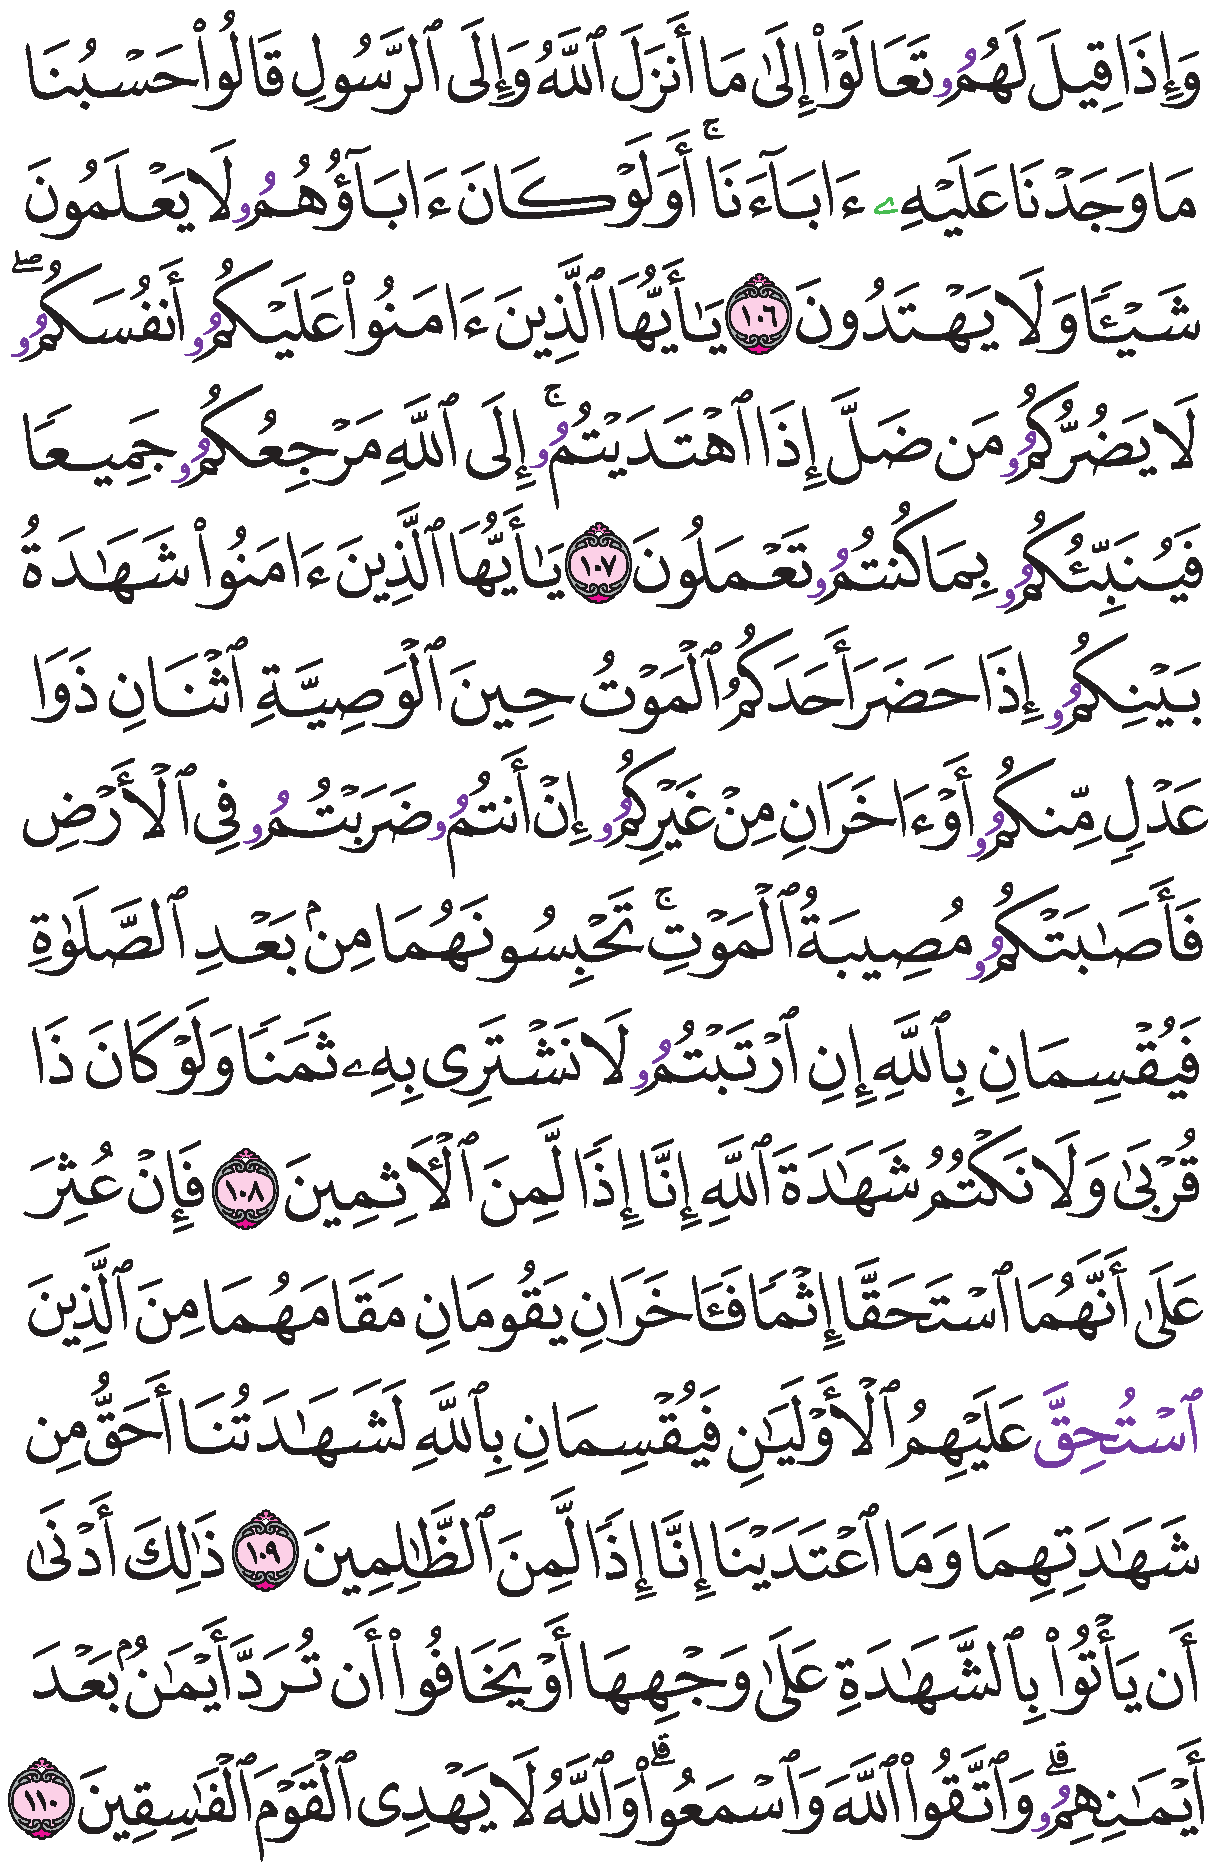 وَإِذَا قِيلَ لَهُمُۥ تَعَالَوْا۟ إِلَىٰ مَا أَنزَلَ ٱللَّهُ وَإِلَى ٱلرَّسُولِ قَالُوا۟ حَسْبُنَا
مَا وَجَدْنَا عَلَيْهِۦ ءَابَآءَنَاۚ أَوَلَوْ كَانَ ءَابَآؤُهُمُۥ لَا يَعْلَمُونَ
شَيْـًٔا وَلَا يَهْتَدُونَ ١٠٦ يَـٰأَيُّهَا ٱلَّذِينَ ءَامَنُوا۟ عَلَيْكُمُۥ أَنفُسَكُمُۥۖ
لَا يَضُرُّكُمُۥ مَن ضَلَّ إِذَا ٱهْتَدَيْتُمُۥۚ إِلَى ٱللَّهِ مَرْجِعُكُمُۥ جَمِيعًا
فَيُنَبِّئُكُمُۥ بِمَا كُنتُمُۥ تَعْمَلُونَ ١٠٧ يَـٰأَيُّهَا ٱلَّذِينَ ءَامَنُوا۟ شَهَـٰدَةُ
بَيْنِكُمُۥ إِذَا حَضَرَ أَحَدَكُمُ ٱلْمَوْتُ حِينَ ٱلْوَصِيَّةِ ٱثْنَانِ ذَوَا
عَدْلٍ مِّنكُمُۥ أَوْ ءَاخَرَانِ مِنْ غَيْرِكُمُۥ إِنْ أَنتُمُۥ ضَرَبْتُمُۥ فِى ٱلْأَرْضِ
فَأَصَـٰبَتْكُمُۥ مُصِيبَةُ ٱلْمَوْتِۚ تَحْبِسُونَهُمَا مِنۢ بَعْدِ ٱلصَّلَوٰةِ
فَيُقْسِمَانِ بِٱللَّهِ إِنِ ٱرْتَبْتُمُۥ لَا نَشْتَرِى بِهِۦ ثَمَنًا وَلَوْ كَانَ ذَا
قُرْبَىٰ وَلَا نَكْتُمُ شَهَـٰدَةَ ٱللَّهِ إِنَّا إِذًا لَّمِنَ ٱلْـَٔاثِمِينَ ١٠٨ فَإِنْ عُثِرَ
عَلَىٰ أَنَّهُمَا ٱسْتَحَقَّا إِثْمًا فَـَٔاخَرَانِ يَقُومَانِ مَقَامَهُمَا مِنَ ٱلَّذِينَ
ٱسْتُحِقَّ عَلَيْهِمُ ٱلْأَوْلَيَـٰنِ فَيُقْسِمَانِ بِٱللَّهِ لَشَهَـٰدَتُنَا أَحَقُّ مِن
شَهَـٰدَتِهِمَا وَمَا ٱعْتَدَيْنَا إِنَّا إِذًا لَّمِنَ ٱلظَّـٰلِمِينَ ١٠٩ ذَٰلِكَ أَدْنَىٰ
أَن يَأْتُوا۟ بِٱلشَّهَـٰدَةِ عَلَىٰ وَجْهِهَا أَوْ يَخَافُوا۟ أَن تُرَدَّ أَيْمَـٰنُۢ بَعْدَ
أَيْمَـٰنِهِمُۥۗ وَٱتَّقُوا۟ ٱللَّهَ وَٱسْمَعُوا۟ۗ وَٱللَّهُ لَا يَهْدِى ٱلْقَوْمَ ٱلْفَـٰسِقِينَ ١١٠